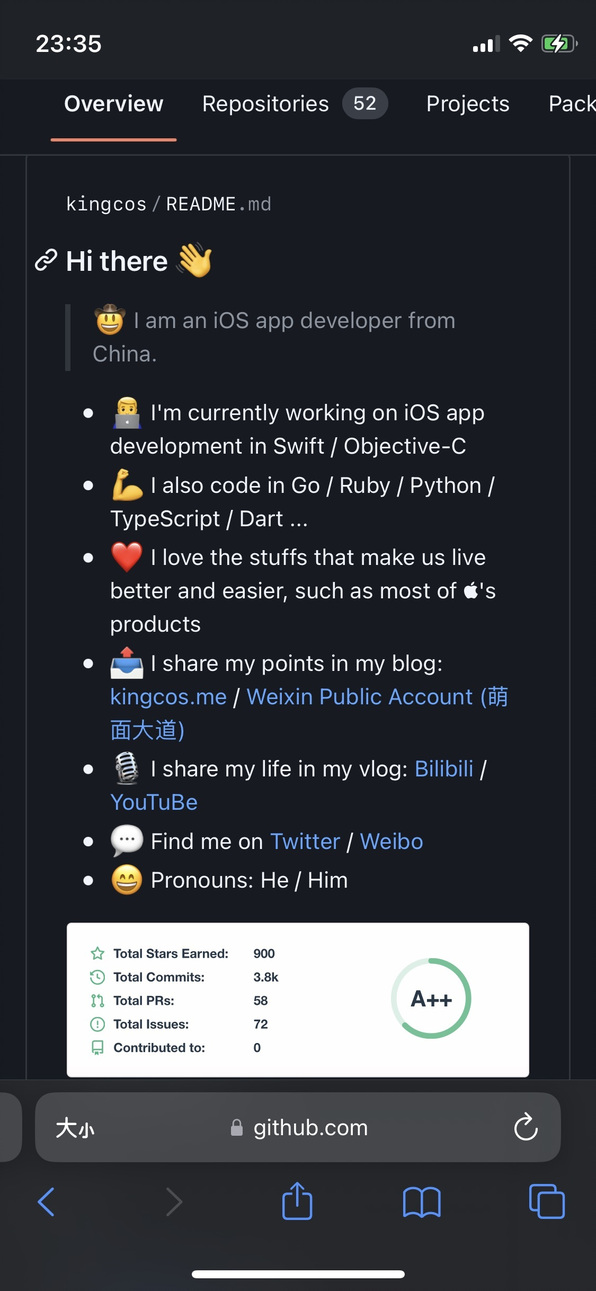 23:35
Overview Repositories 52 Projects Pack
kingcos / README.md
Hi there 👋
🤠 I am an iOS app developer from
China.
👨‍💻 I'm currently working on iOS app
development in Swift / Objective-C
💪 I also code in Go / Ruby / Python /
TypeScript / Dart ...
❤️ I love the stuffs that make us live
better and easier, such as most of 's
products
📤 I share my points in my blog:
kingcos.me / Weixin Public Account (萌
面大道)
🎙 I share my life in my vlog: Bilibili /
YouTuBe
💬 Find me on Twitter / Weibo
😄 Pronouns: He / Him
Total Stars Earned: 900
Total Commits: 3.8k
Total PRs: 58
Total Issues: 72
Contributed to: 0
A++
大小 github.com